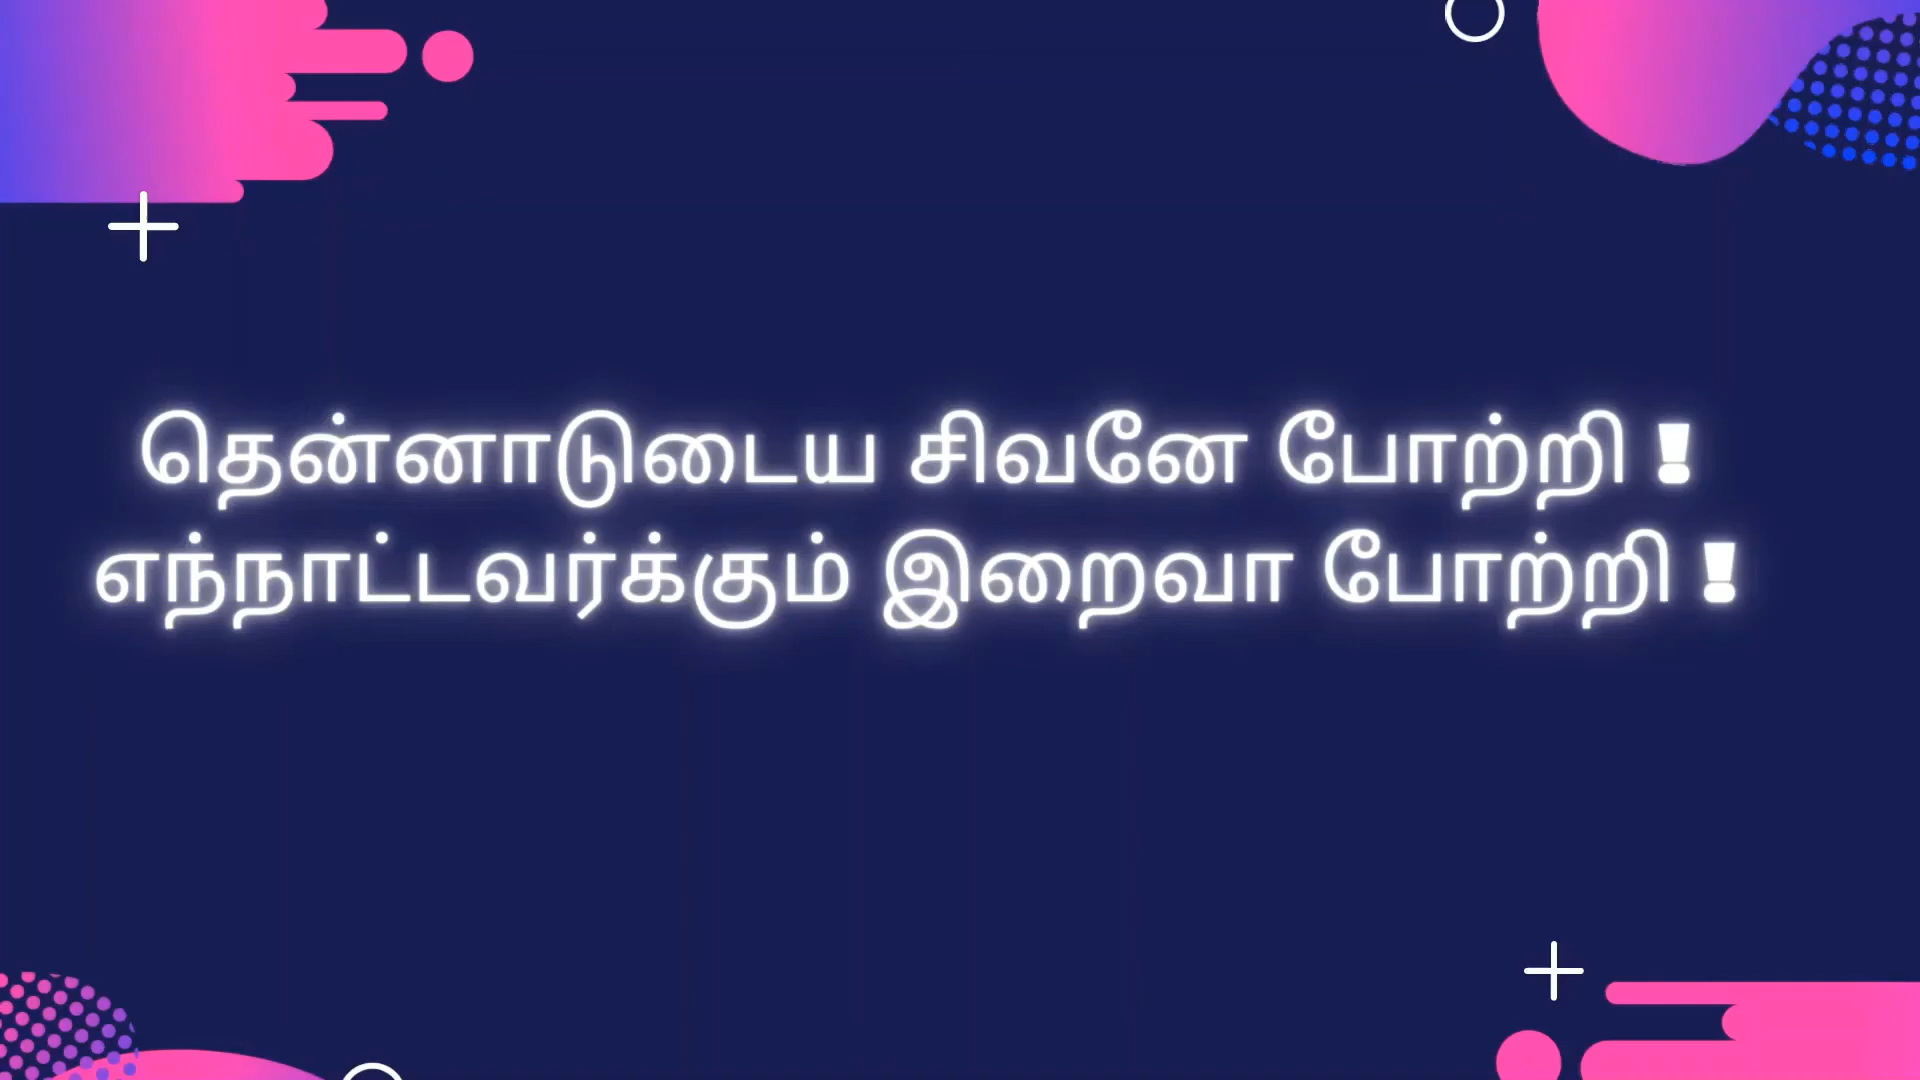 தென்னாடுடைய சிவனே போற்றி !
எந்நாட்டவர்க்கும் இறைவா போற்றி !